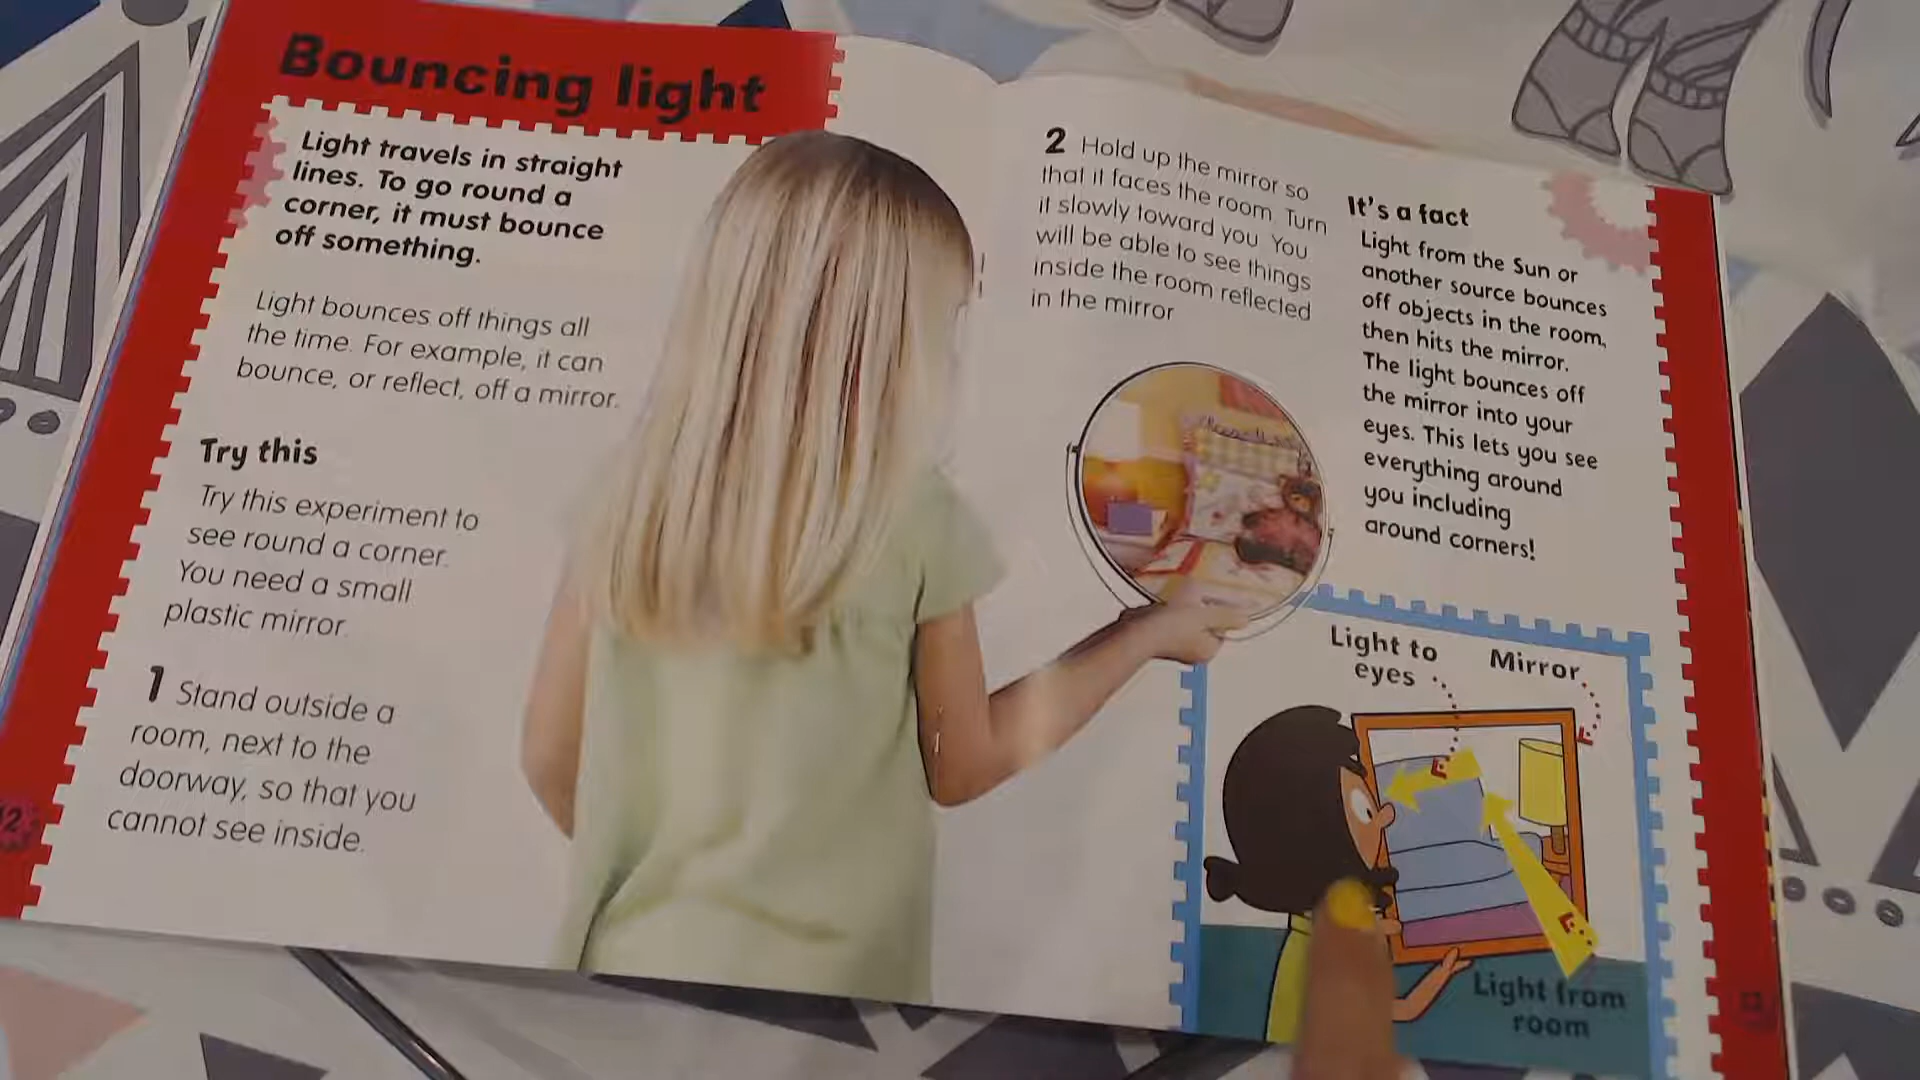 Bouncing light
Light travels in straight
lines. To go round a
corner, it must bounce
off something.
Light bounces off things all
the time. For example, it can
bounce, or reflect, off a mirror.
Try this
Try this experiment to
see round a corner.
You need a small
plastic mirror.
1 Stand outside a
room, next to the
doorway, so that you
cannot see inside.
12
2 Hold up the mirror so
that it faces the room. Turn
it slowly toward you. You
will be able to see things
inside the room reflected
in the mirror
It's a fact
Light from the Sun or
another source bounces
off objects in the room,
then hits the mirror.
The light bounces off
the mirror into your
eyes. This lets you see
everything around
you including
around corners!
Light to
eyes
Mirror
Light from
room